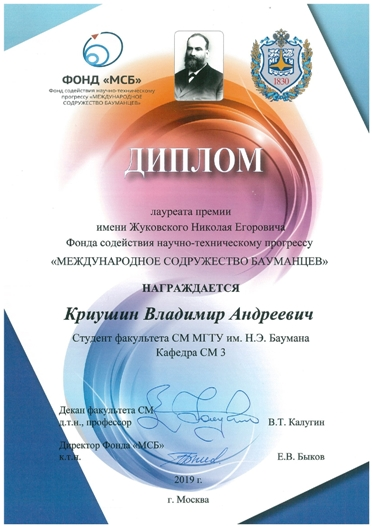 ФОНД «МСБ»
Фонд содействия научно-техническому
прогрессу «МЕЖДУНАРОДНОЕ
СОДРУЖЕСТВО БАУМАНЦЕВ»
1830
ДИПЛОМ
лауреата премии
имени Жуковского Николая Егоровича
Фонда содействия научно-техническому прогрессу
«МЕЖДУНАРОДНОЕ СОДРУЖЕСТВО БАУМАНЦЕВ»
НАГРАЖДАЕТСЯ
Криушин Владимир Андреевич
Студент факультета СМ МГТУ им. Н.Э. Баумана
Кафедра СМ 3
Декан факультета СМ
д.т.н., профессор В.Т. Калугин
Директор Фонда «МСБ»
к.т.н. Е.В. Быков
2019 г.
г. Москва